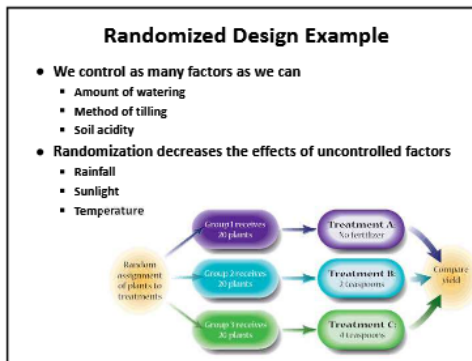 Randomized Design Example
• We control as many factors as we can
▪ Amount of watering
▪ Method of tilling
▪ Soil acidity
• Randomization decreases the effects of uncontrolled factors
▪ Rainfall
▪ Sunlight
▪ Temperature
Random
assignment
of plants to
treatments
Group 1 receives
20 plants
Treatment A:
No fertilizer
Group 2 receives
20 plants
Treatment B:
2 teaspoons
Group 3 receives
20 plants
Treatment C:
4 teaspoons
Compare
yield